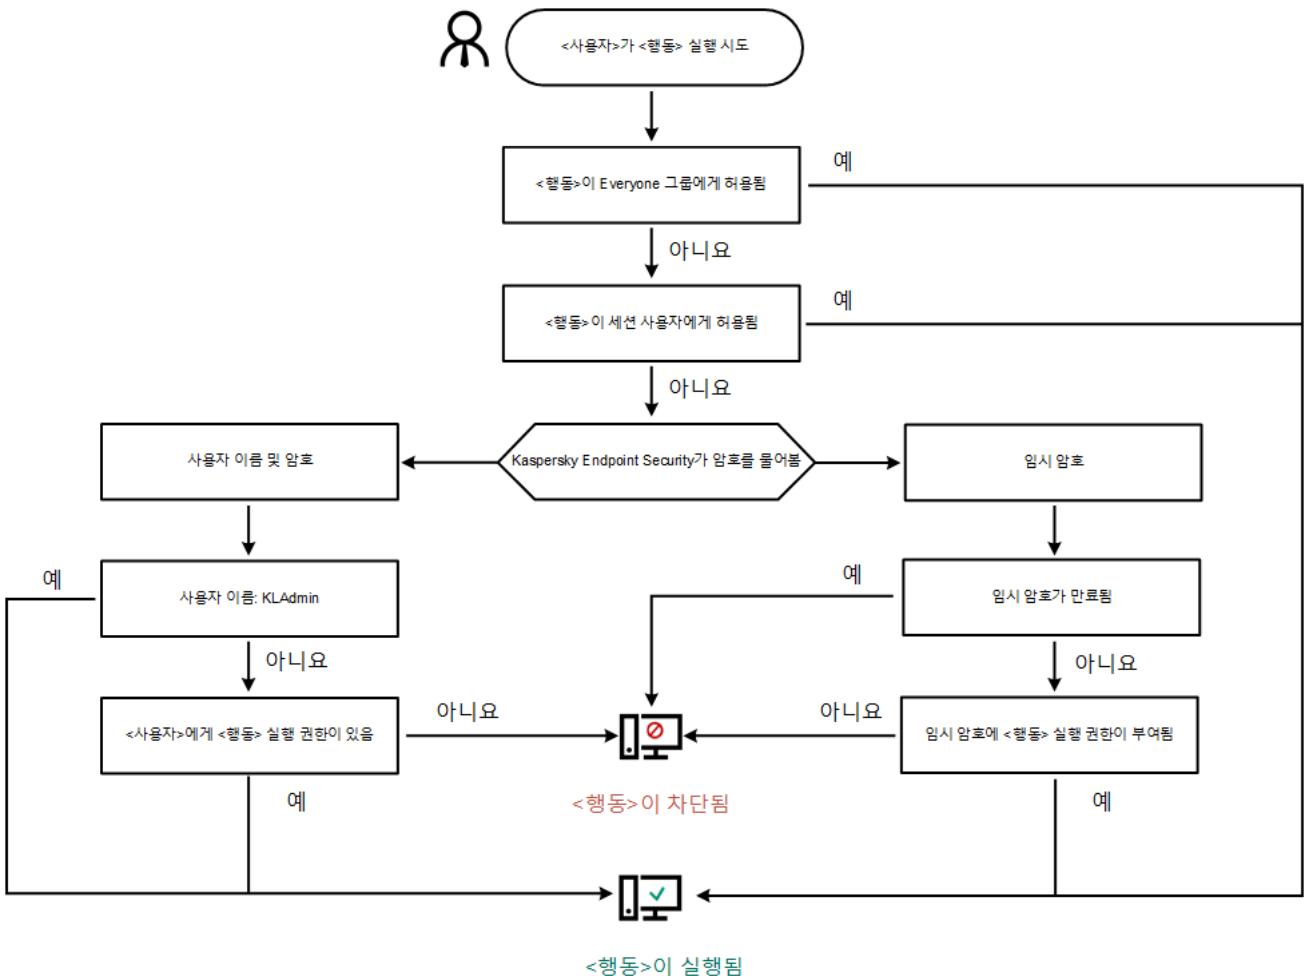 <사용자>가 <행동> 실행 시도
<행동>이 Everyone 그룹에게 허용됨
예
아니요
<행동>이 세션 사용자에게 허용됨
예
아니요
사용자 이름 및 암호
Kaspersky Endpoint Security가 암호를 물어봄
임시 암호
예
사용자 이름: KLAdmin
예
임시 암호가 만료됨
아니요
아니요
<사용자>에게 <행동> 실행 권한이 있음
아니요
아니요
임시 암호에 <행동> 실행 권한이 부여됨
예
<행동>이 차단됨
예
<행동>이 실행됨